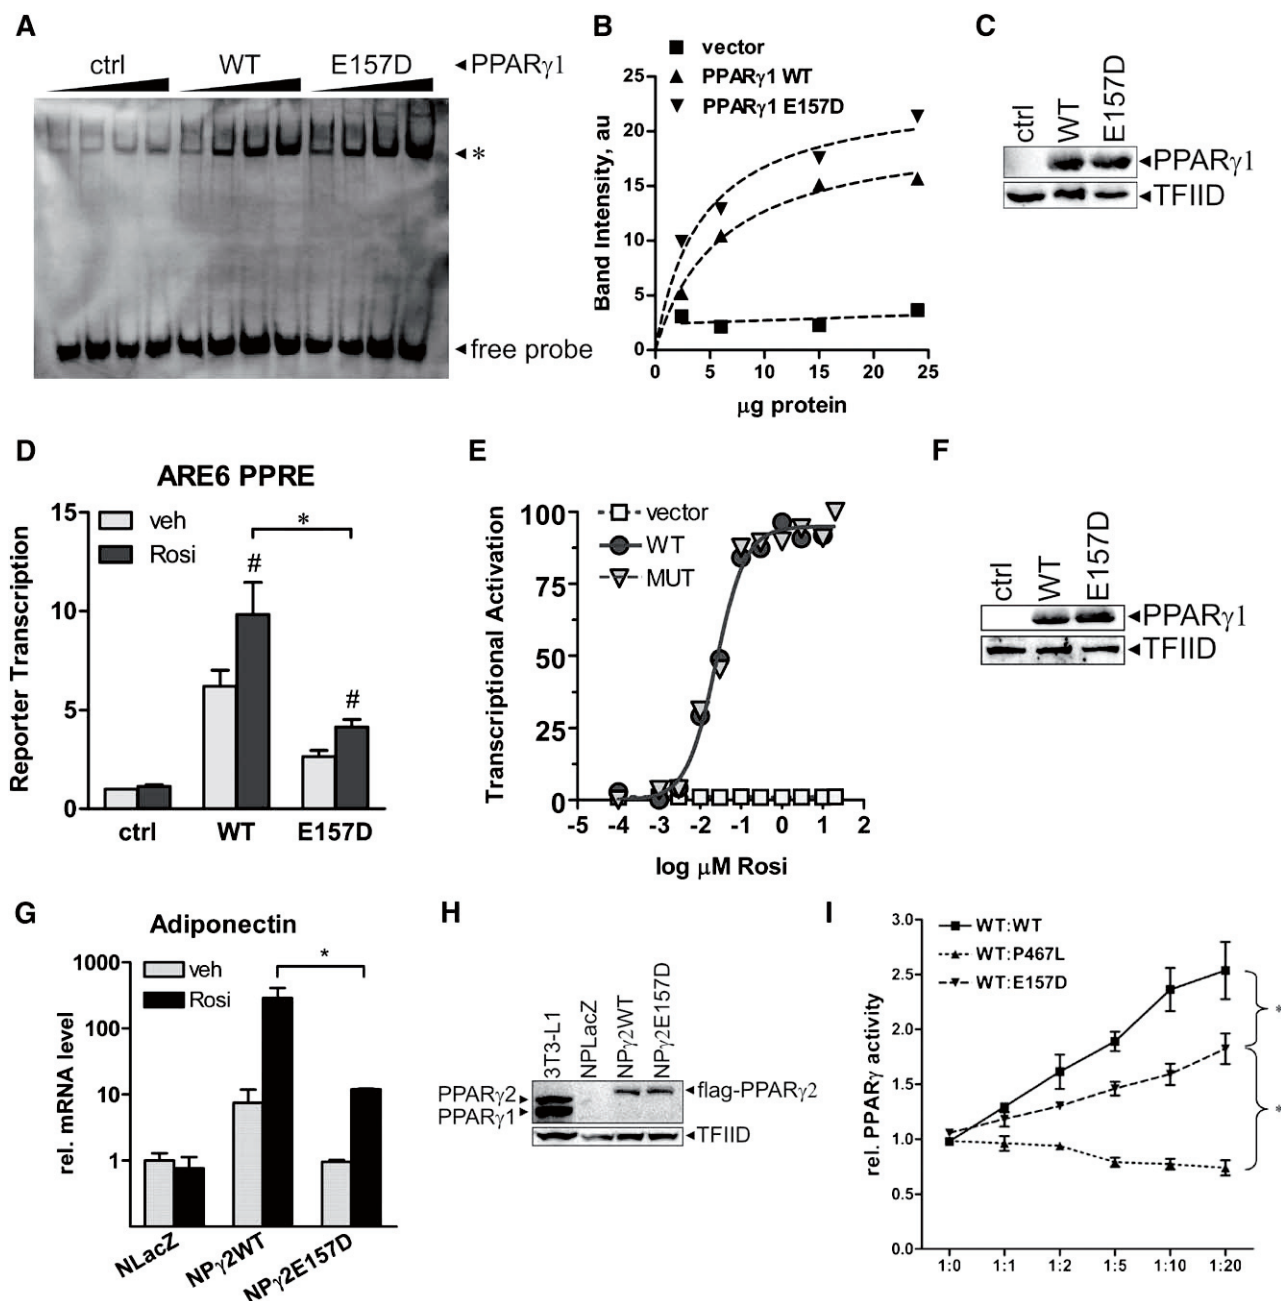 A
ctrl WT E157D ◄PPARγ1
◄*
◄free probe
B
vector
PPARγ1 WT
PPARγ1 E157D
Band Intensity, au
25
20
15
10
5
0
0 5 10 15 20 25
μg protein
C
ctrl WT E157D
◄PPARγ1
◄TFIID
D
ARE6 PPRE
Reporter Transcription
15
10
5
0
veh
Rosi
*
# #
ctrl WT E157D
E
Transcriptional Activation
100
75
50
25
0
vector
WT
MUT
-5 -4 -3 -2 -1 0 1 2
log μM Rosi
F
ctrl WT E157D
◄PPARγ1
◄TFIID
G
Adiponectin
rel. mRNA level
1000
100
10
1
veh
Rosi
*
NLacZ NPγ2WT NPγ2E157D
H
3T3-L1 NPLacZ NPγ2WT NPγ2E157D
PPARγ2► ◄flag-PPARγ2
PPARγ1►
◄TFIID
I
rel. PPARγ activity
3.0
2.5
2.0
1.5
1.0
0.5
0.0
WT:WT
WT:P467L
WT:E157D
*
*
1:0 1:1 1:2 1:5 1:10 1:20